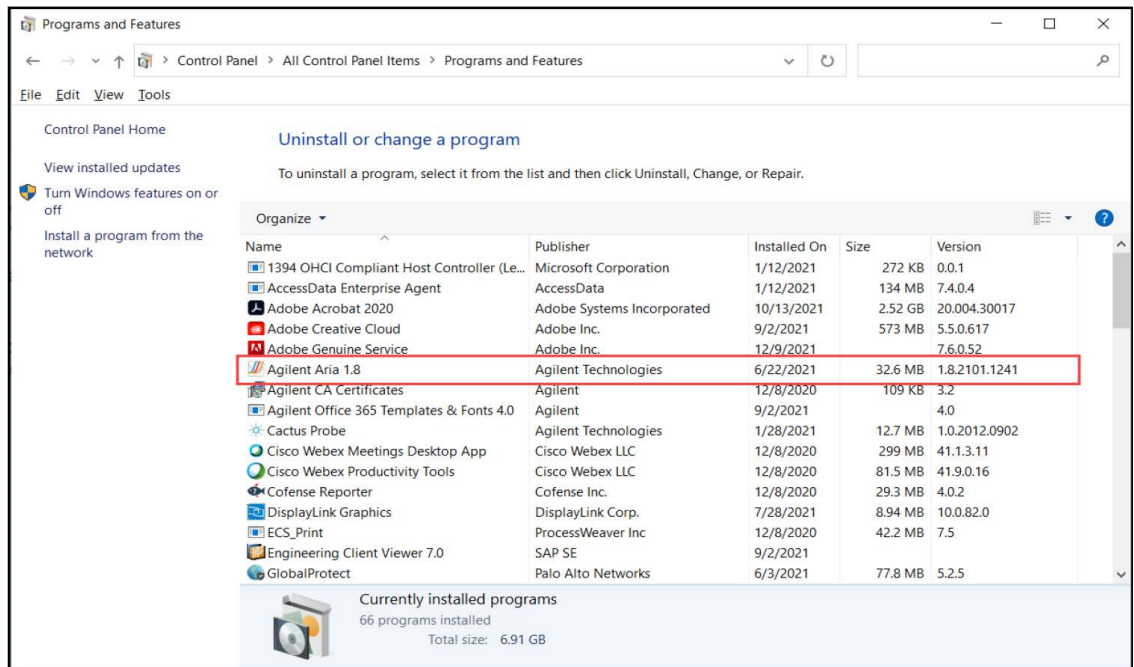 Programs and Features
Control Panel > All Control Panel Items > Programs and Features
File Edit View Tools
Control Panel Home
View installed updates
Turn Windows features on or
off
Install a program from the
network
Uninstall or change a program
To uninstall a program, select it from the list and then click Uninstall, Change, or Repair.
Organize
Name Publisher Installed On Size Version
1394 OHCI Compliant Host Controller (Le... Microsoft Corporation 1/12/2021 272 KB 0.0.1
AccessData Enterprise Agent AccessData 1/12/2021 134 MB 7.4.0.4
Adobe Acrobat 2020 Adobe Systems Incorporated 10/13/2021 2.52 GB 20.004.30017
Adobe Creative Cloud Adobe Inc. 9/2/2021 573 MB 5.5.0.617
Adobe Genuine Service Adobe Inc. 12/9/2021 7.6.0.52
Agilent Aria 1.8 Agilent Technologies 6/22/2021 32.6 MB 1.8.2101.1241
Agilent CA Certificates Agilent 12/8/2020 109 KB 3.2
Agilent Office 365 Templates & Fonts 4.0 Agilent 9/2/2021 4.0
Cactus Probe Agilent Technologies 1/28/2021 12.7 MB 1.0.2012.0902
Cisco Webex Meetings Desktop App Cisco Webex LLC 12/8/2020 299 MB 41.1.3.11
Cisco Webex Productivity Tools Cisco Webex LLC 12/8/2020 81.5 MB 41.9.0.16
Cofense Reporter Cofense Inc. 12/8/2020 29.3 MB 4.0.2
DisplayLink Graphics DisplayLink Corp. 7/28/2021 8.94 MB 10.0.82.0
ECS_Print ProcessWeaver Inc 12/8/2020 42.2 MB 7.5
Engineering Client Viewer 7.0 SAP SE 9/2/2021
GlobalProtect Palo Alto Networks 6/3/2021 77.8 MB 5.2.5
Currently installed programs
66 programs installed
Total size: 6.91 GB